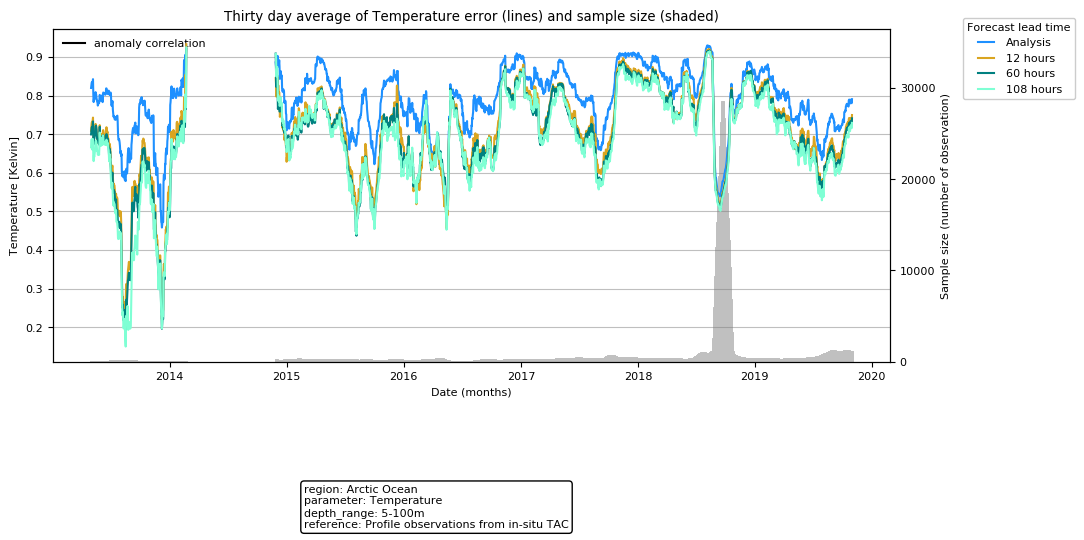 Thirty day average of Temperature error (lines) and sample size (shaded)
Forecast lead time
Analysis
12 hours
60 hours
108 hours
anomaly correlation
0.9
0.8
0.7
0.6
0.5
0.4
0.3
0.2
Temperature [Kelvin]
30000
20000
10000
0
Sample size (number of observation)
2014 2015 2016 2017 2018 2019 2020
Date (months)
region: Arctic Ocean
parameter: Temperature
depth_range: 5-100m
reference: Profile observations from in-situ TAC